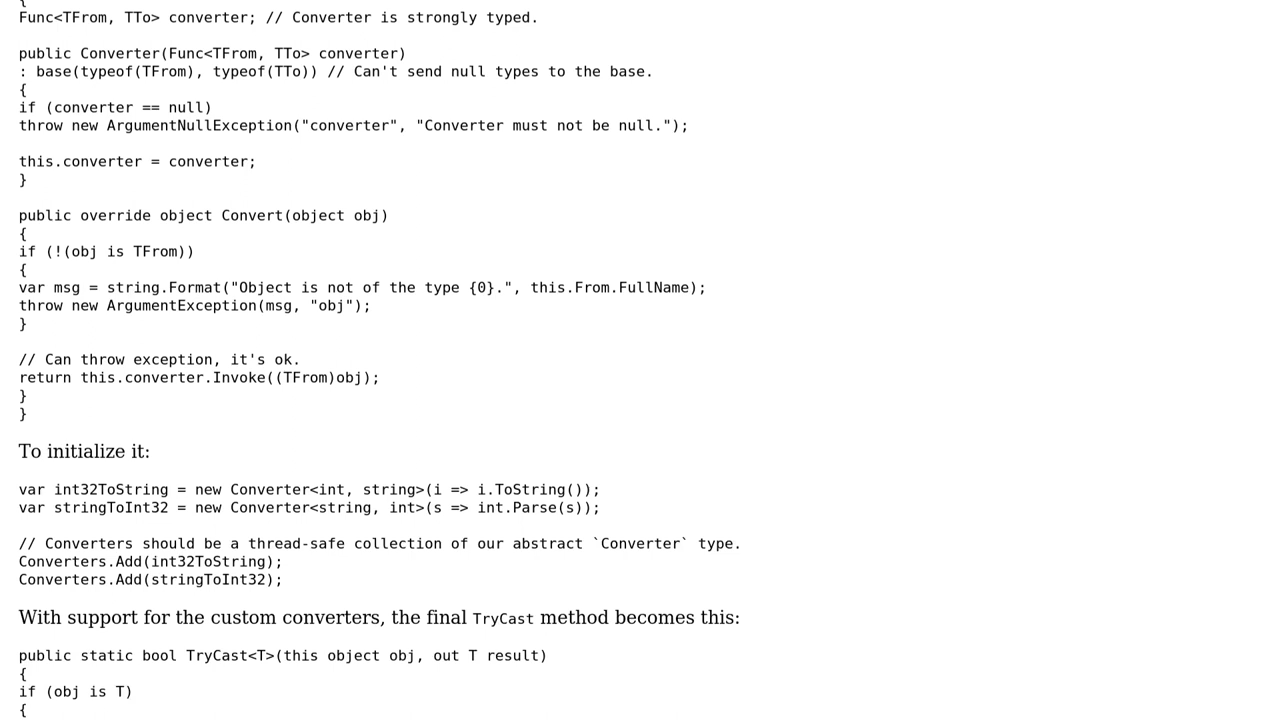 {
Func<TFrom, TTo> converter; // Converter is strongly typed.
public Converter(Func<TFrom, TTo> converter)
: base(typeof(TFrom), typeof(TTo)) // Can't send null types to the base.
{
if (converter == null)
throw new ArgumentNullException("converter", "Converter must not be null.");
this.converter = converter;
}
public override object Convert(object obj)
{
if (!(obj is TFrom))
{
var msg = string.Format("Object is not of the type {0}.", this.From.FullName);
throw new ArgumentException(msg, "obj");
}
// Can throw exception, it's ok.
return this.converter.Invoke((TFrom)obj);
}
}
To initialize it:
var int32ToString = new Converter<int, string>(i => i.ToString());
var stringToInt32 = new Converter<string, int>(s => int.Parse(s));
// Converters should be a thread-safe collection of our abstract `Converter` type.
Converters.Add(int32ToString);
Converters.Add(stringToInt32);
With support for the custom converters, the final TryCast method becomes this:
public static bool TryCast<T>(this object obj, out T result)
{
if (obj is T)
{